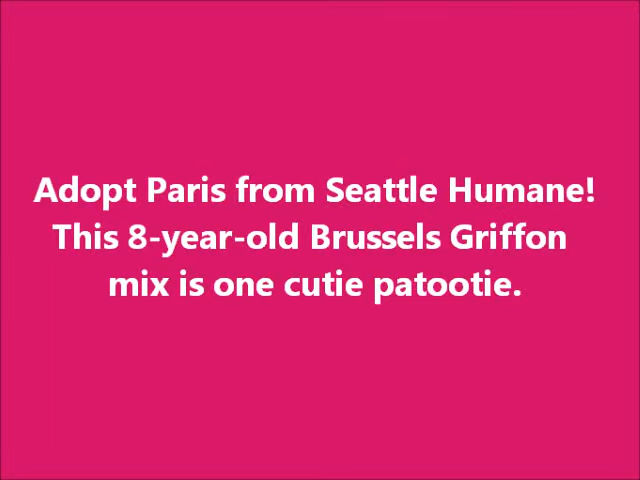 Adopt Paris from Seattle Humane!
This 8-year-old Brussels Griffon
mix is one cutie patootie.